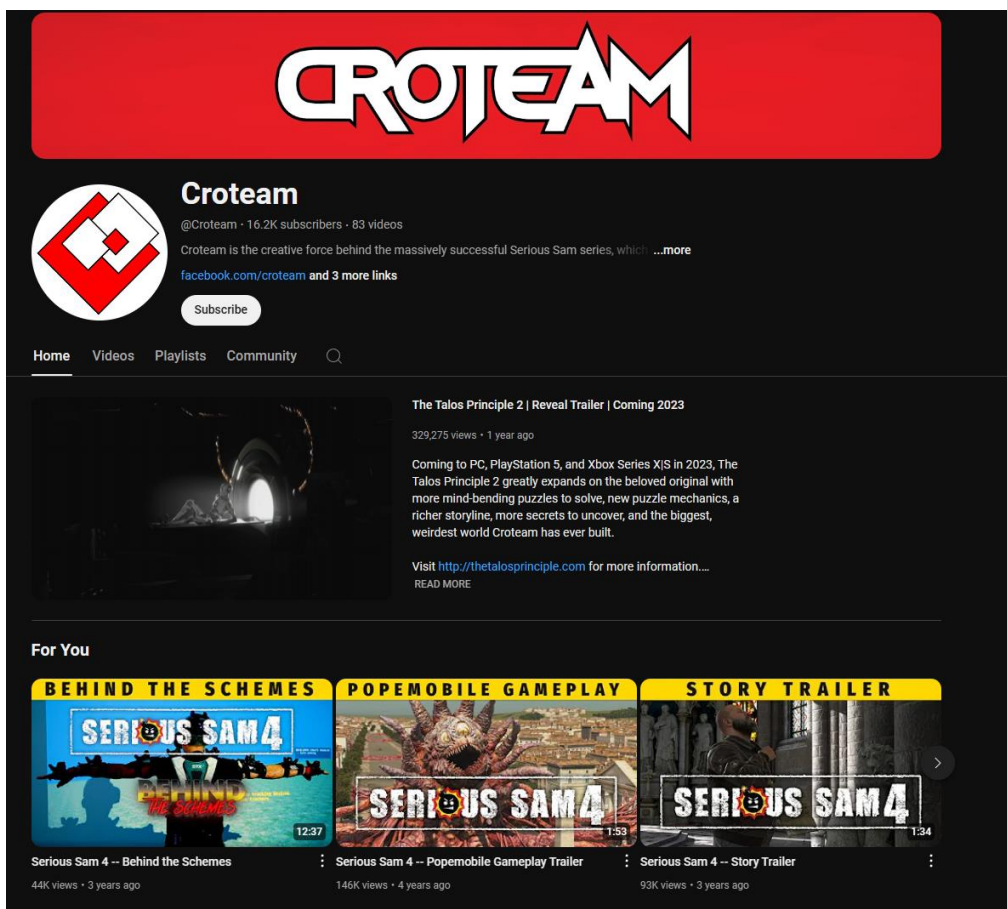 CROTEAM
Croteam
@Croteam · 16.2K subscribers · 83 videos
Croteam is the creative force behind the massively successful Serious Sam series, which ...more
facebook.com/croteam and 3 more links
Subscribe
Home Videos Playlists Community
The Talos Principle 2 | Reveal Trailer | Coming 2023
329,275 views • 1 year ago
Coming to PC, PlayStation 5, and Xbox Series X|S in 2023, The
Talos Principle 2 greatly expands on the beloved original with
more mind-bending puzzles to solve, new puzzle mechanics, a
richer storyline, more secrets to uncover, and the biggest,
weirdest world Croteam has ever built.
Visit http://thetalosprinciple.com for more information....
READ MORE
For You
BEHIND THE SCHEMES
SERIOUS SAM 4
BEHIND
THE SCHEMES
12:37
Serious Sam 4 -- Behind the Schemes
44K views • 3 years ago
POPEMOBILE GAMEPLAY
SERIOUS SAM 4
1:53
Serious Sam 4 -- Popemobile Gameplay Trailer
146K views • 4 years ago
STORY TRAILER
SERIOUS SAM 4
1:34
Serious Sam 4 -- Story Trailer
93K views • 3 years ago